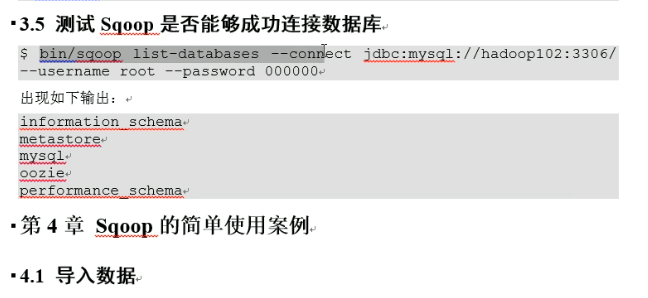 3.5 测试 Sqoop 是否能够成功连接数据库
$ bin/sqoop list-databases --connect jdbc:mysql://hadoop102:3306/
--username root --password 000000
出现如下输出：
information_schema
metastore
mysql
oozie
performance_schema
第 4 章 Sqoop 的简单使用案例
4.1 导入数据